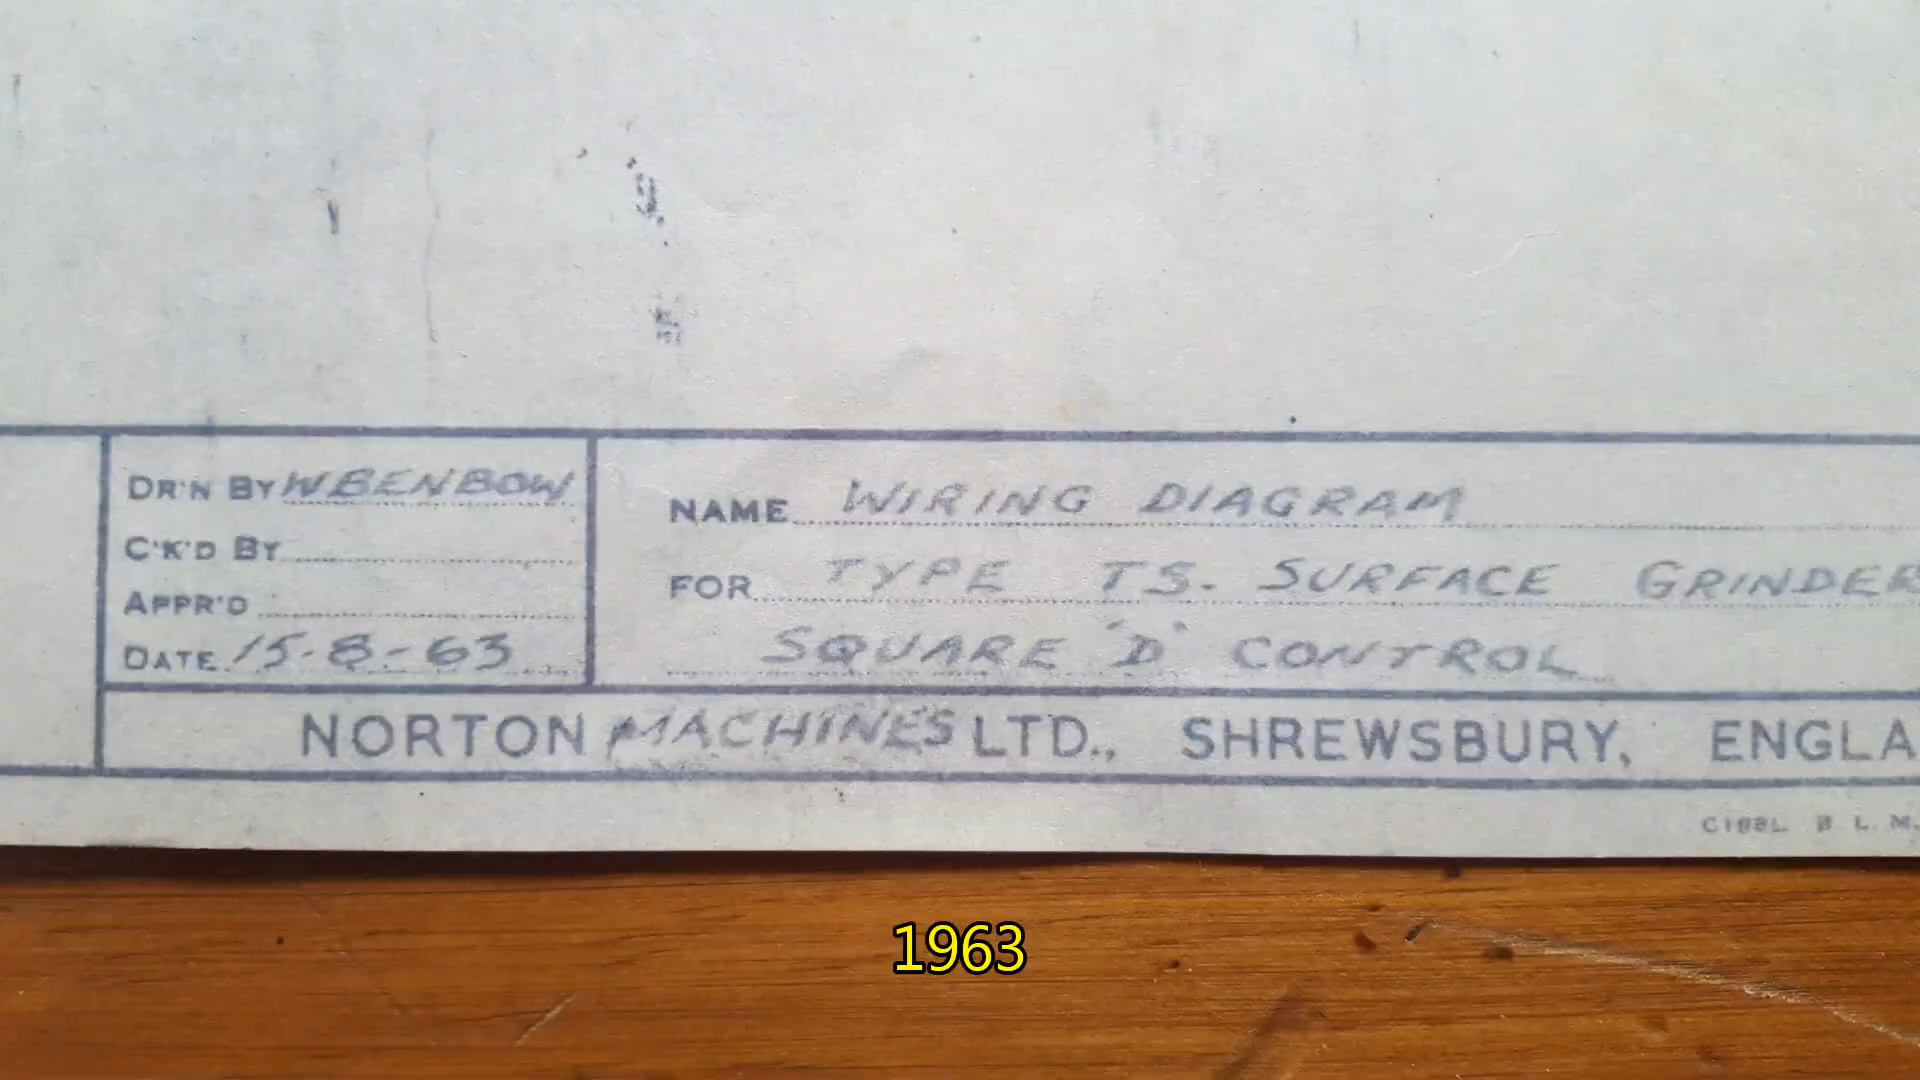 DR'N BY W BENBOW
C'K'D BY
APPR'D
DATE 15-8-63
NAME WIRING DIAGRAM
FOR TYPE TS. SURFACE GRINDER
SQUARE 'D' CONTROL
NORTON MACHINES LTD., SHREWSBURY, ENGLA
B L M.
1963